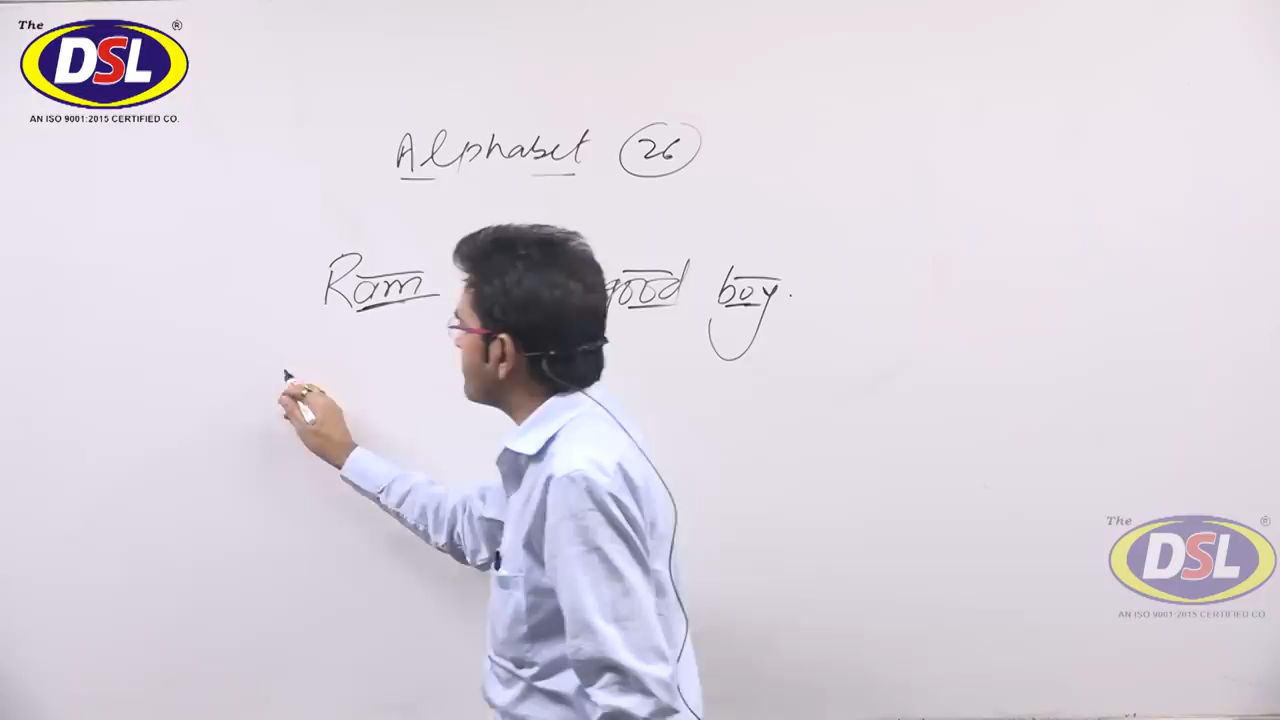 The DSL ®
AN ISO 9001:2015 CERTIFIED CO.
Alphabet 26
Ram good boy.
The DSL ®
AN ISO 9001:2015 CERTIFIED CO.